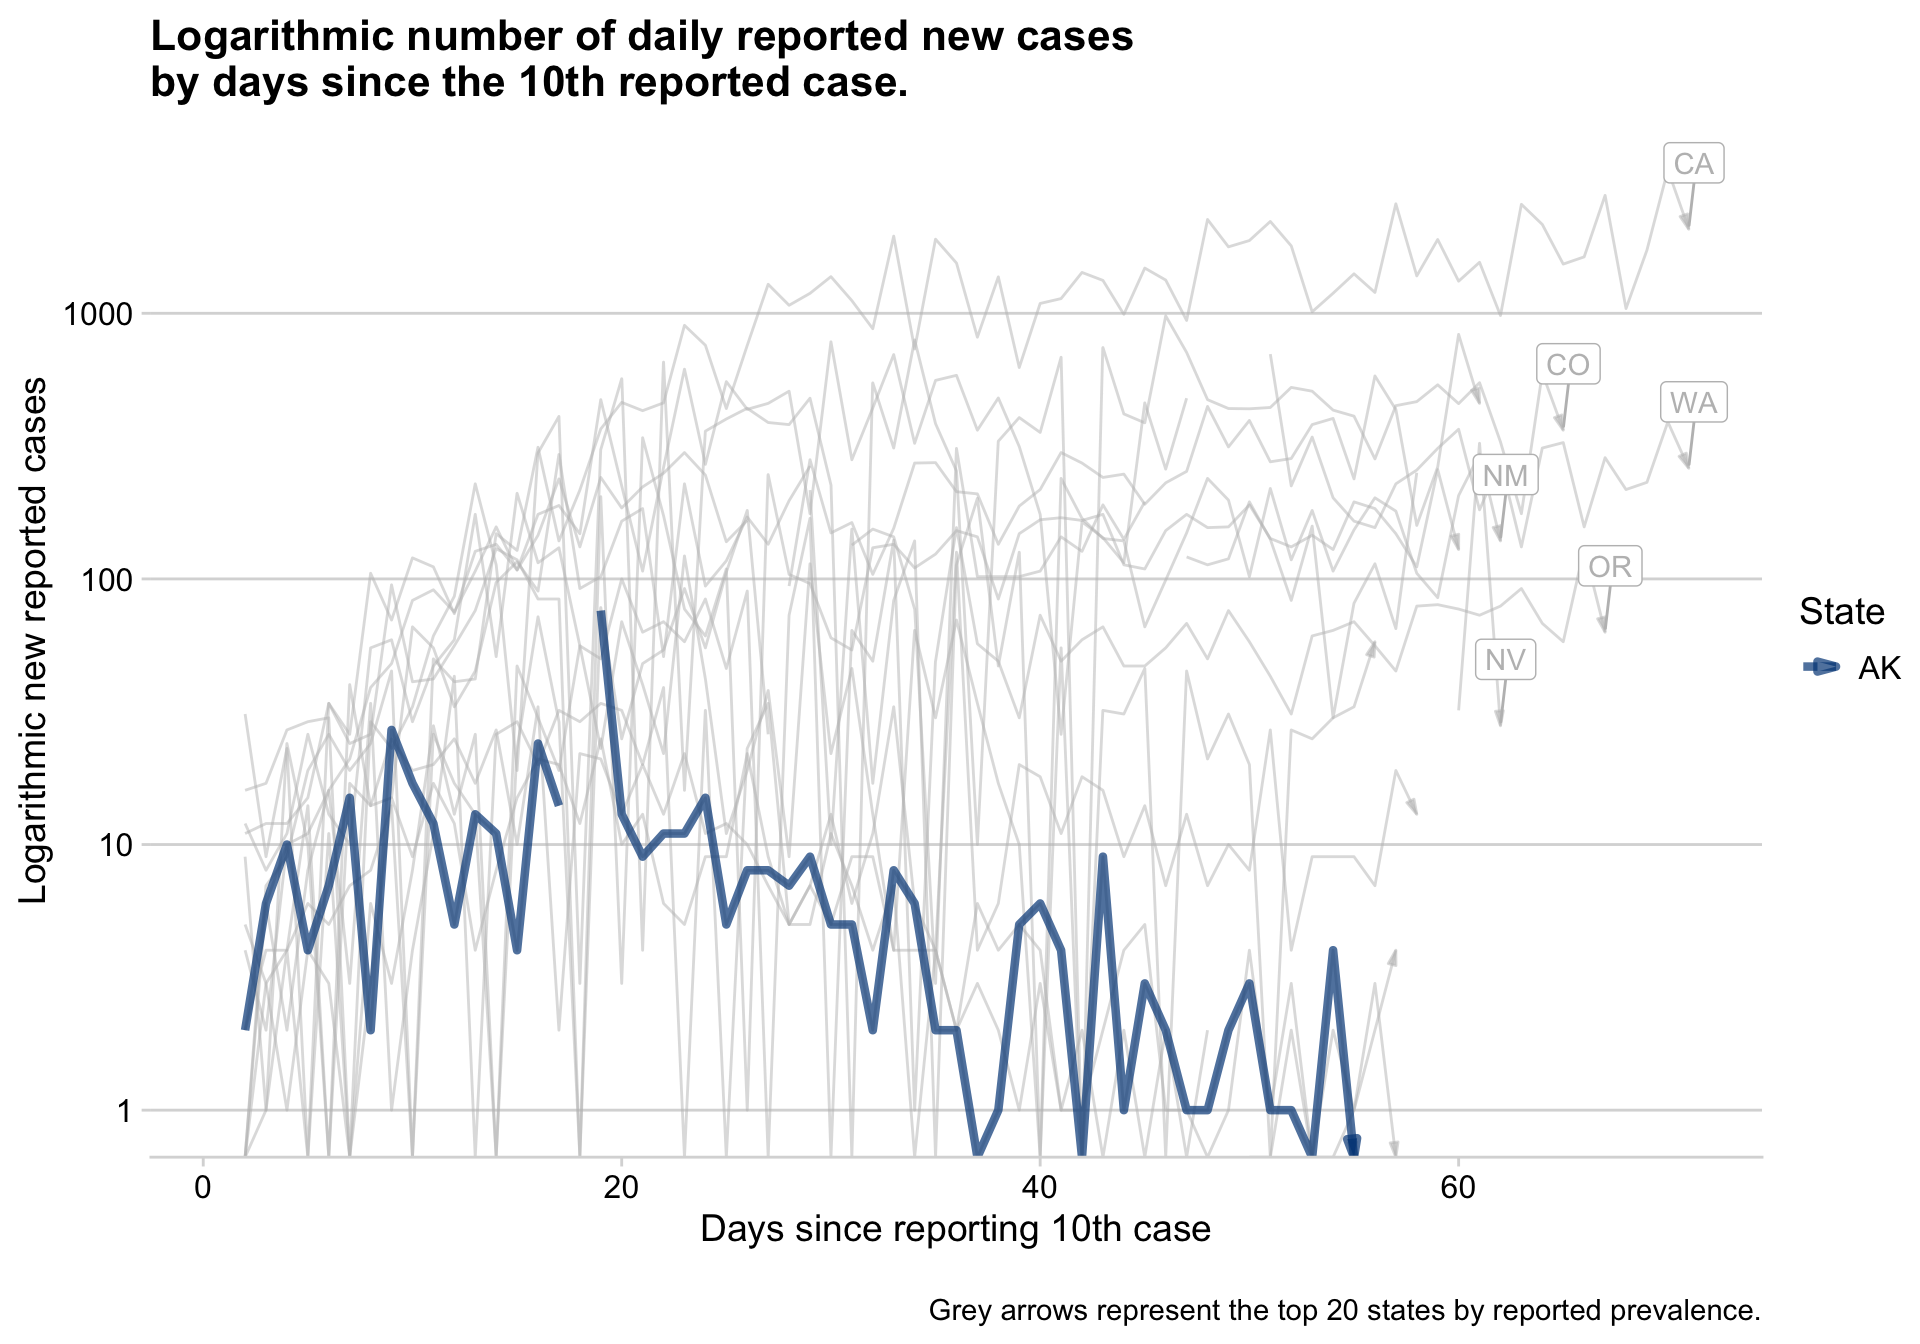 Logarithmic number of daily reported new cases
by days since the 10th reported case.
Logarithmic new reported cases
1000
100
10
1
CA
CO
WA
NM
OR
NV
State
AK
0 20 40 60
Days since reporting 10th case
Grey arrows represent the top 20 states by reported prevalence.